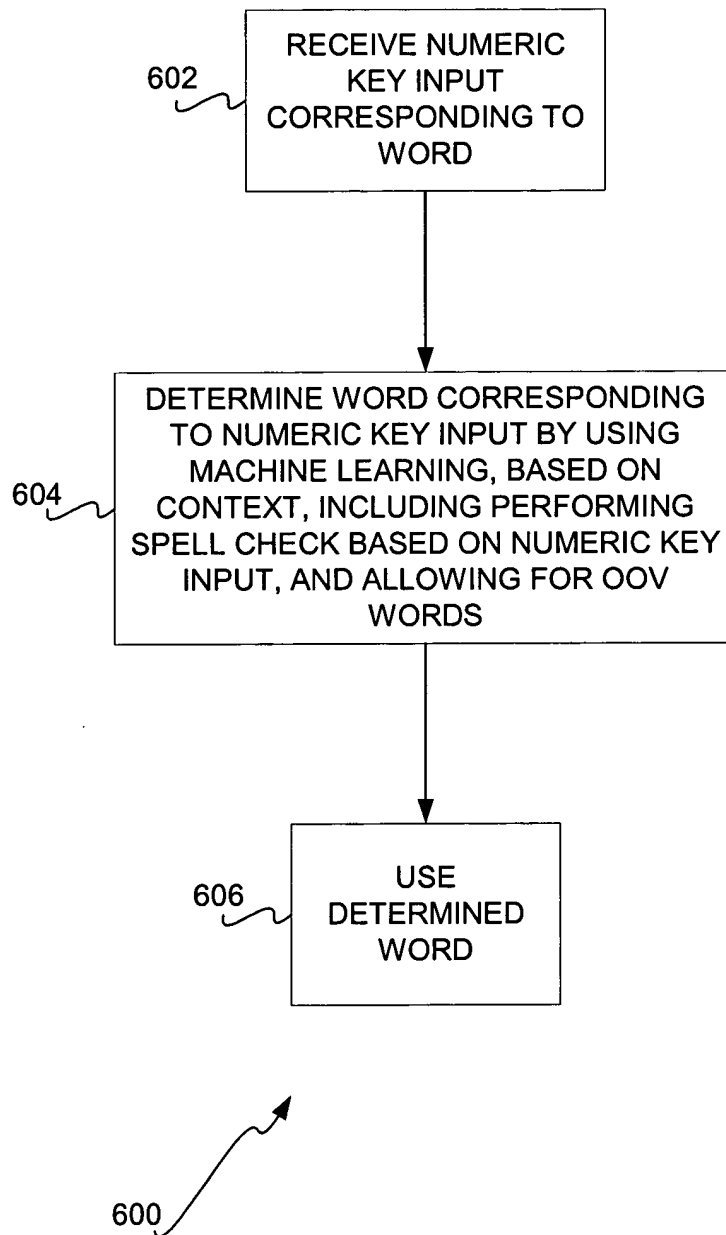 602
RECEIVE NUMERIC
KEY INPUT
CORRESPONDING TO
WORD
604
DETERMINE WORD CORRESPONDING
TO NUMERIC KEY INPUT BY USING
MACHINE LEARNING, BASED ON
CONTEXT, INCLUDING PERFORMING
SPELL CHECK BASED ON NUMERIC KEY
INPUT, AND ALLOWING FOR OOV
WORDS
606
USE
DETERMINED
WORD
600